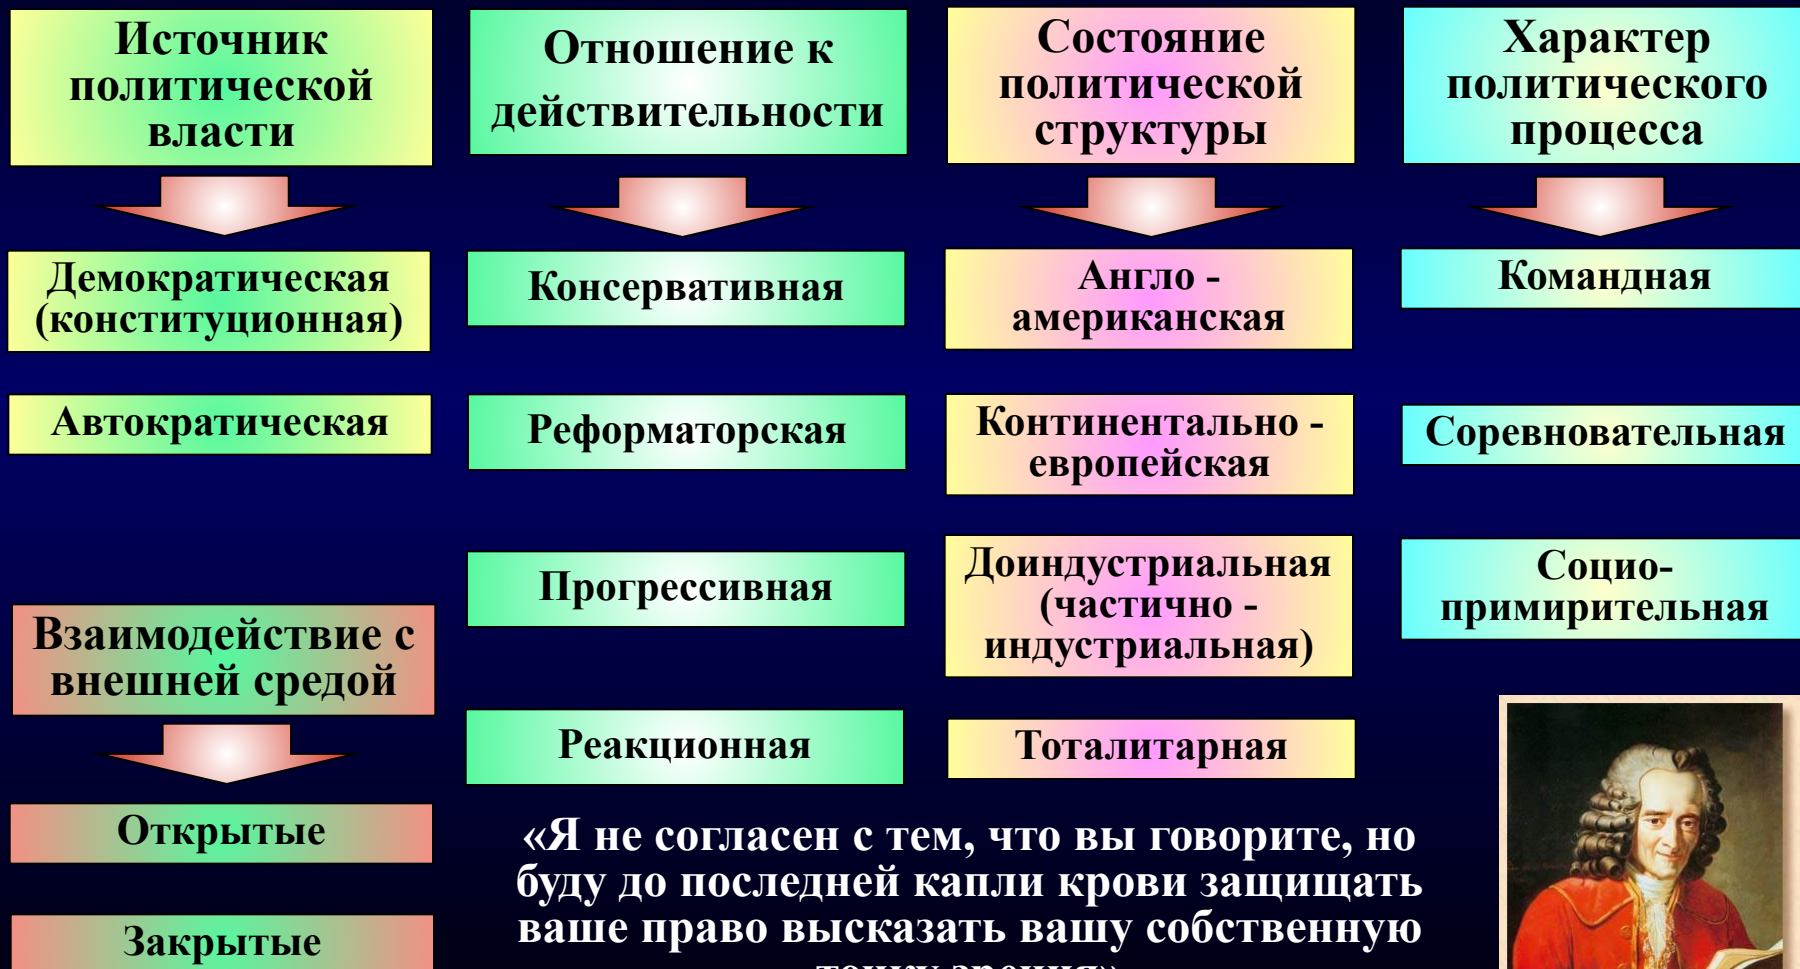 Источник
политической
власти
Демократическая
(конституционная)
Автократическая
Взаимодействие с
внешней средой
Открытые
Закрытые
Отношение к
действительности
Консервативная
Реформаторская
Прогрессивная
Реакционная
Состояние
политической
структуры
Англо -
американская
Континентально -
европейская
Доиндустриальная
(частично -
индустриальная)
Тоталитарная
Характер
политического
процесса
Командная
Соревновательная
Социо-
примирительная
«Я не согласен с тем, что вы говорите, но
буду до последней капли крови защищать
ваше право высказать вашу собственную
точку зрения»